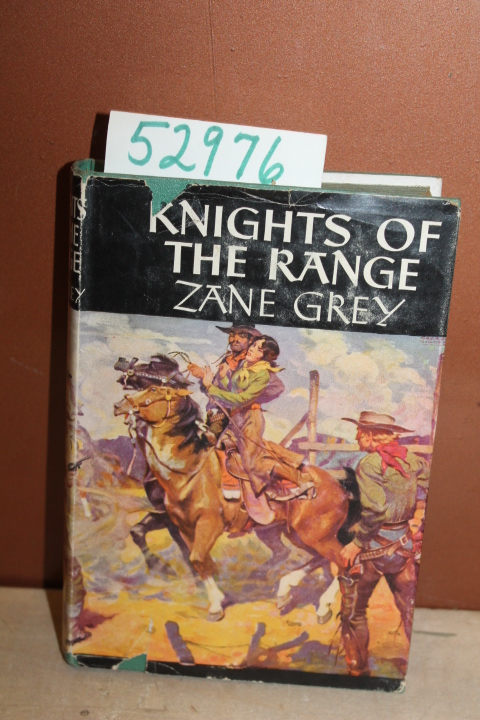 52976
KNIGHTS OF
THE RANGE
ZANE GREY